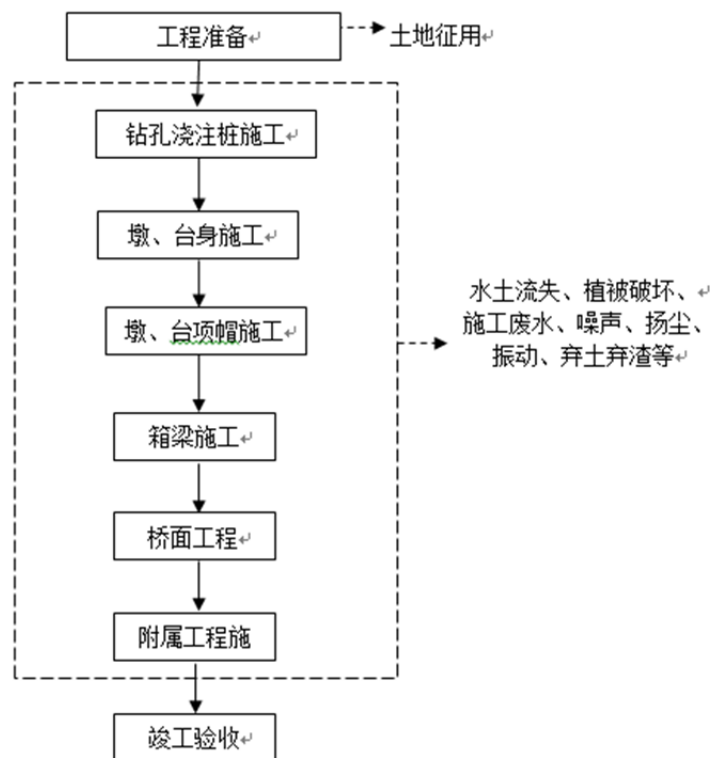 工程准备
土地征用
钻孔浇注桩施工
墩、台身施工
墩、台项帽施工
水土流失、植被破坏、
施工废水、噪声、扬尘、
振动、弃土弃渣等
箱梁施工
桥面工程
附属工程施
竣工验收